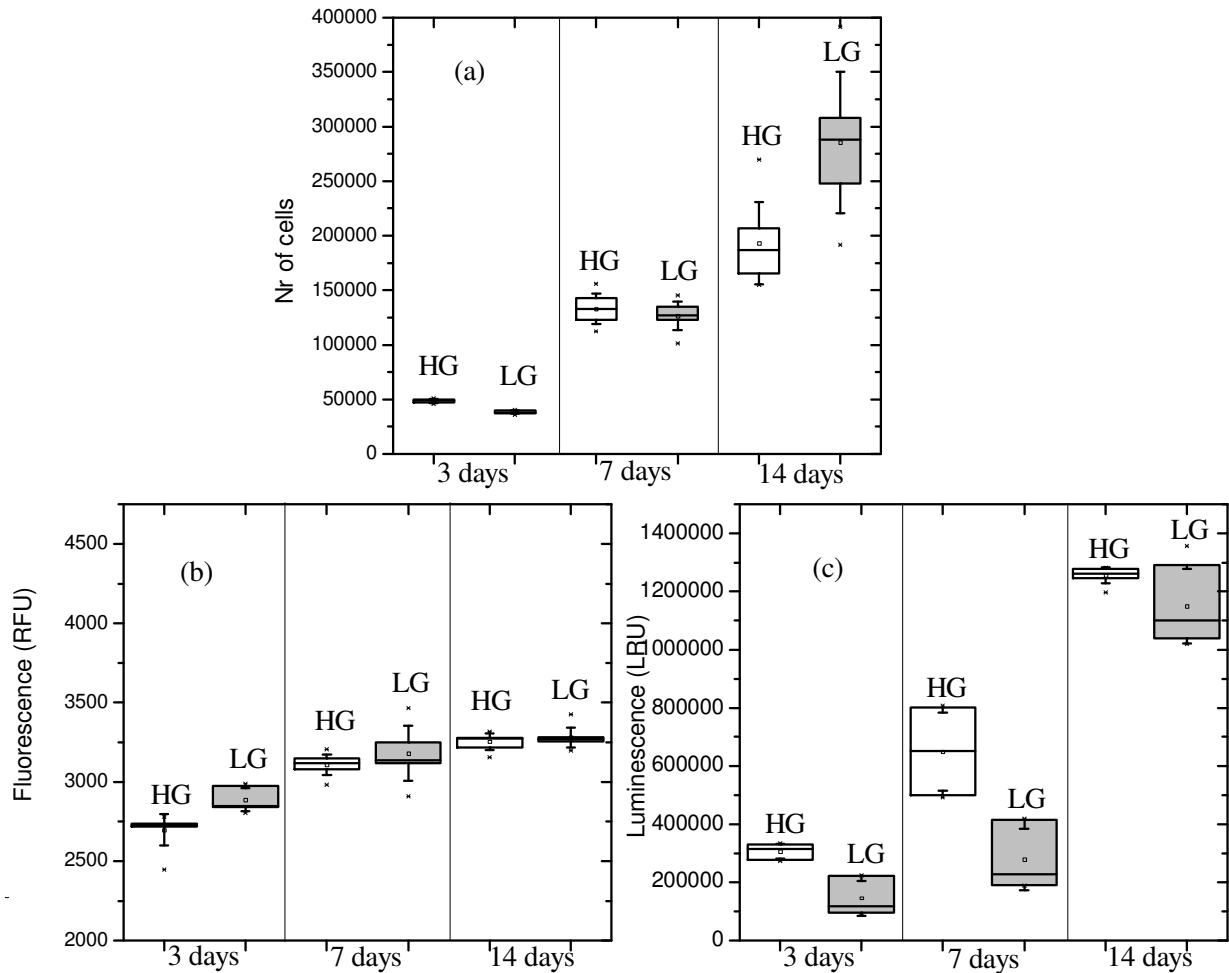 400000
350000
300000
250000
200000
150000
100000
50000
0
Nr of cells
(a)
HG
LG
HG
LG
HG
LG
3 days
7 days
14 days
4500
4000
3500
3000
2500
2000
Fluorescence (RFU)
(b)
HG
LG
HG
LG
HG
LG
3 days
7 days
14 days
1400000
1200000
1000000
800000
600000
400000
200000
0
Luminescence (LRU)
(c)
HG
LG
HG
LG
HG
LG
3 days
7 days
14 days